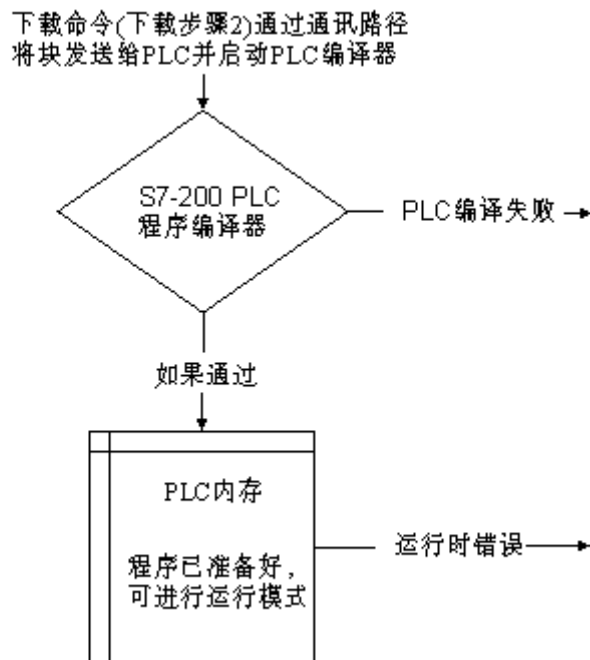 下载命令(下载步骤2)通过通讯路径
将块发送给PLC并启动PLC编译器
S7-200 PLC
程序编译器
PLC编译失败
如果通过
PLC内存
运行时错误
程序已准备好，
可进行运行模式